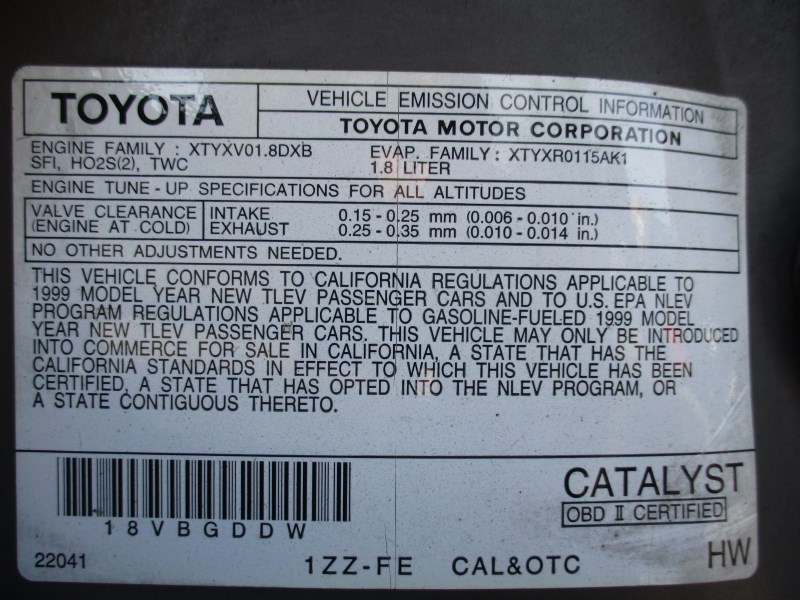 TOYOTA
VEHICLE EMISSION CONTROL INFORMATION
TOYOTA MOTOR CORPORATION
ENGINE FAMILY : XTYXV01.8DXB EVAP. FAMILY : XTYXR0115AK1
SFI, HO2S(2), TWC 1.8 LITER
ENGINE TUNE - UP SPECIFICATIONS FOR ALL ALTITUDES
VALVE CLEARANCE INTAKE 0.15 - 0.25 mm (0.006 - 0.010 in.)
(ENGINE AT COLD) EXHAUST 0.25 - 0.35 mm (0.010 - 0.014 in.)
NO OTHER ADJUSTMENTS NEEDED.
THIS VEHICLE CONFORMS TO CALIFORNIA REGULATIONS APPLICABLE TO
1999 MODEL YEAR NEW TLEV PASSENGER CARS AND TO U.S. EPA NLEV
PROGRAM REGULATIONS APPLICABLE TO GASOLINE-FUELED 1999 MODEL
YEAR NEW TLEV PASSENGER CARS. THIS VEHICLE MAY ONLY BE INTRODUCED
INTO COMMERCE FOR SALE IN CALIFORNIA, A STATE THAT HAS THE
CALIFORNIA STANDARDS IN EFFECT TO WHICH THIS VEHICLE HAS BEEN
CERTIFIED, A STATE THAT HAS OPTED INTO THE NLEV PROGRAM, OR
A STATE CONTIGUOUS THERETO.
18VBGDDW
CATALYST
OBD II CERTIFIED
22041 1ZZ-FE CAL&OTC HW